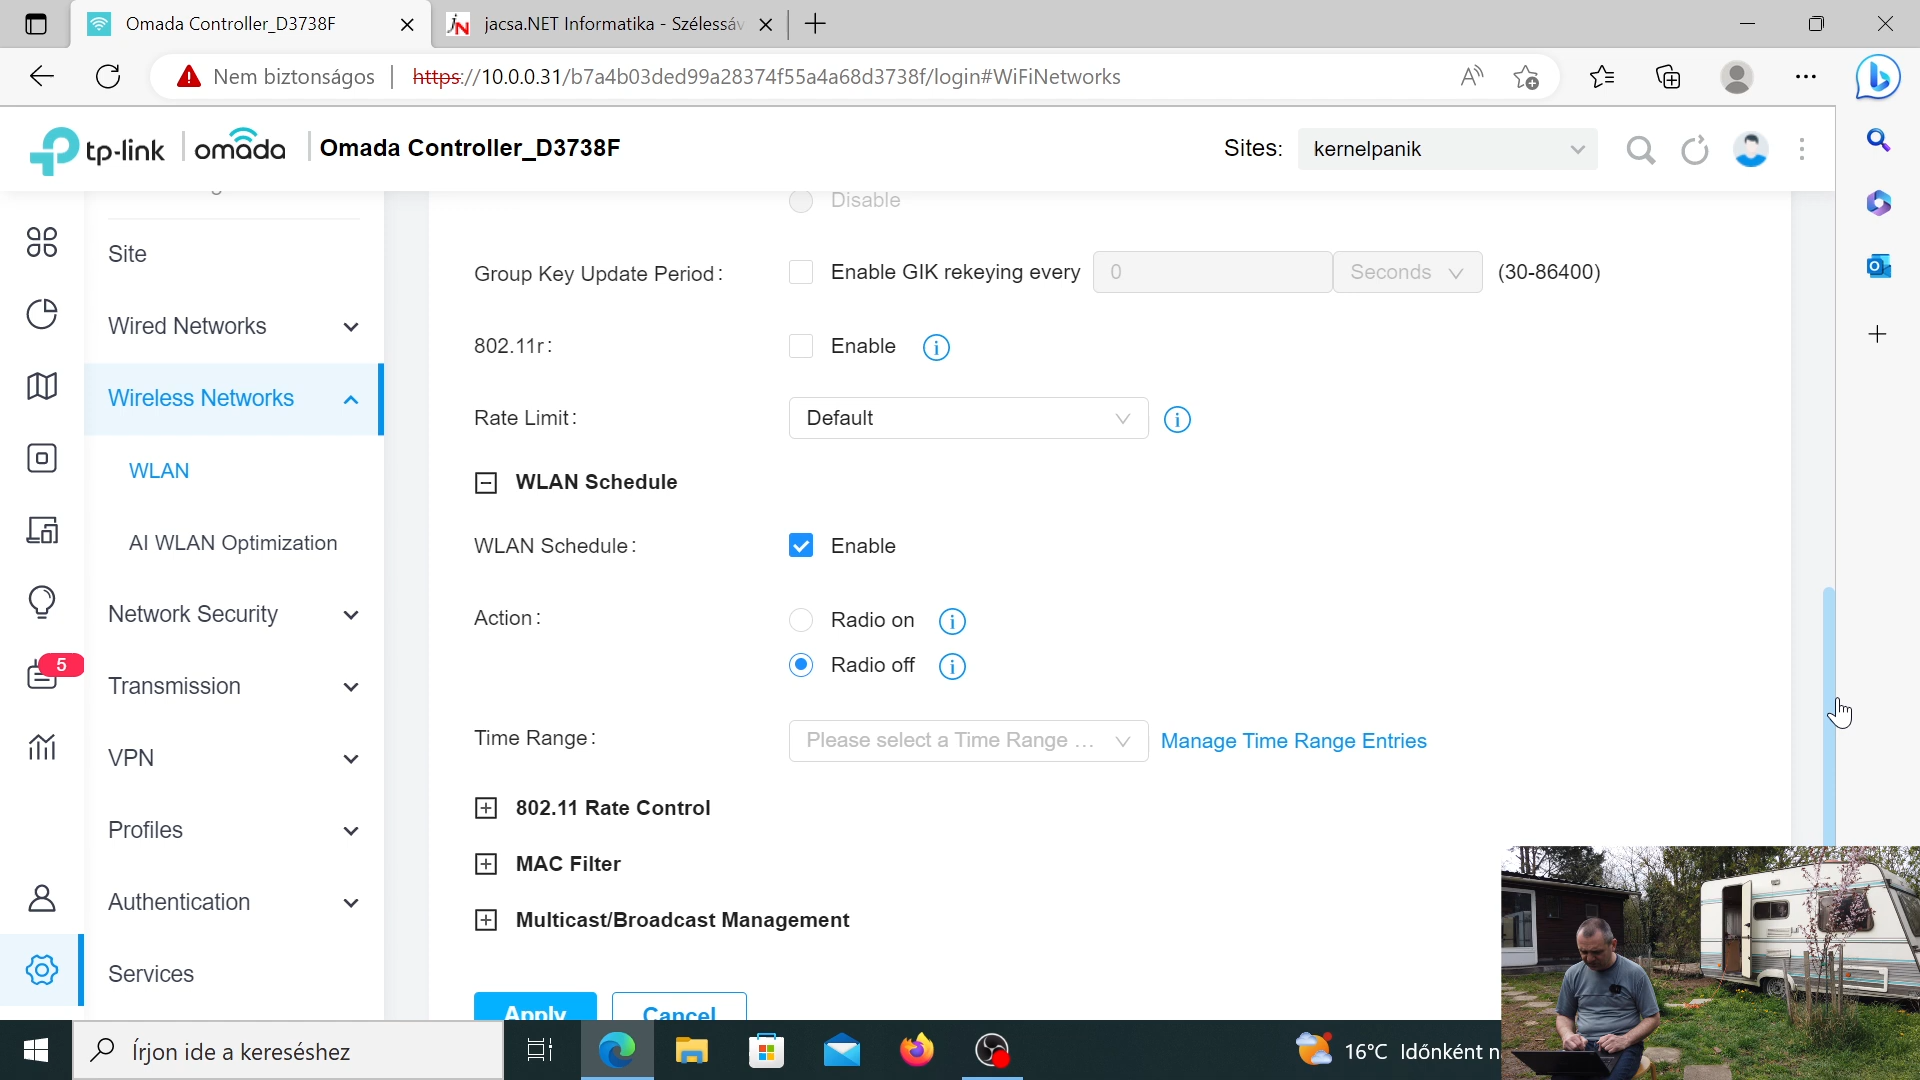 Omada Controller_D3738F
jacsa.NET Informatika - Szélessáv
Nem biztonságos
https://10.0.0.31/b7a4b03ded99a28374f55a4a68d3738f/login#WiFiNetworks
tp-link
omada
Omada Controller_D3738F
Sites:
kernelpanik
Site
Wired Networks
Wireless Networks
WLAN
AI WLAN Optimization
Network Security
5
Transmission
VPN
Profiles
Authentication
Services
Disable
Group Key Update Period:
Enable GIK rekeying every
0
Seconds
(30-86400)
802.11r:
Enable
Rate Limit:
Default
WLAN Schedule
WLAN Schedule:
Enable
Action:
Radio on
Radio off
Time Range:
Please select a Time Range ...
Manage Time Range Entries
802.11 Rate Control
MAC Filter
Multicast/Broadcast Management
Apply
Cancel
Írjon ide a kereséshez
16°C Időnként